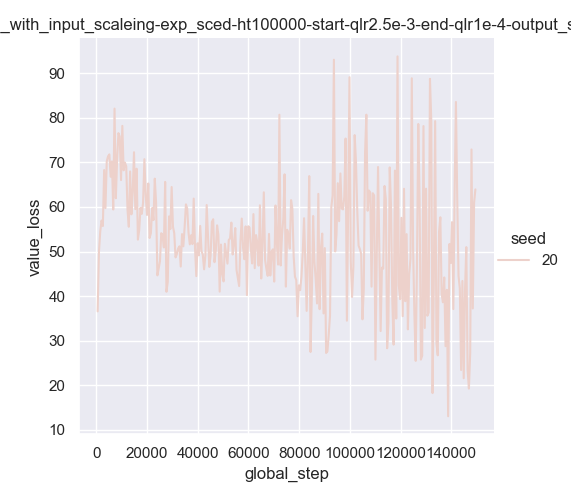 _with_input_scaleing-exp_sced-ht100000-start-qlr2.5e-3-end-qlr1e-4-output_s
90
80
70
60
50
40
30
20
10
value_loss
0 20000 40000 60000 80000 100000 120000 140000
global_step
seed
20